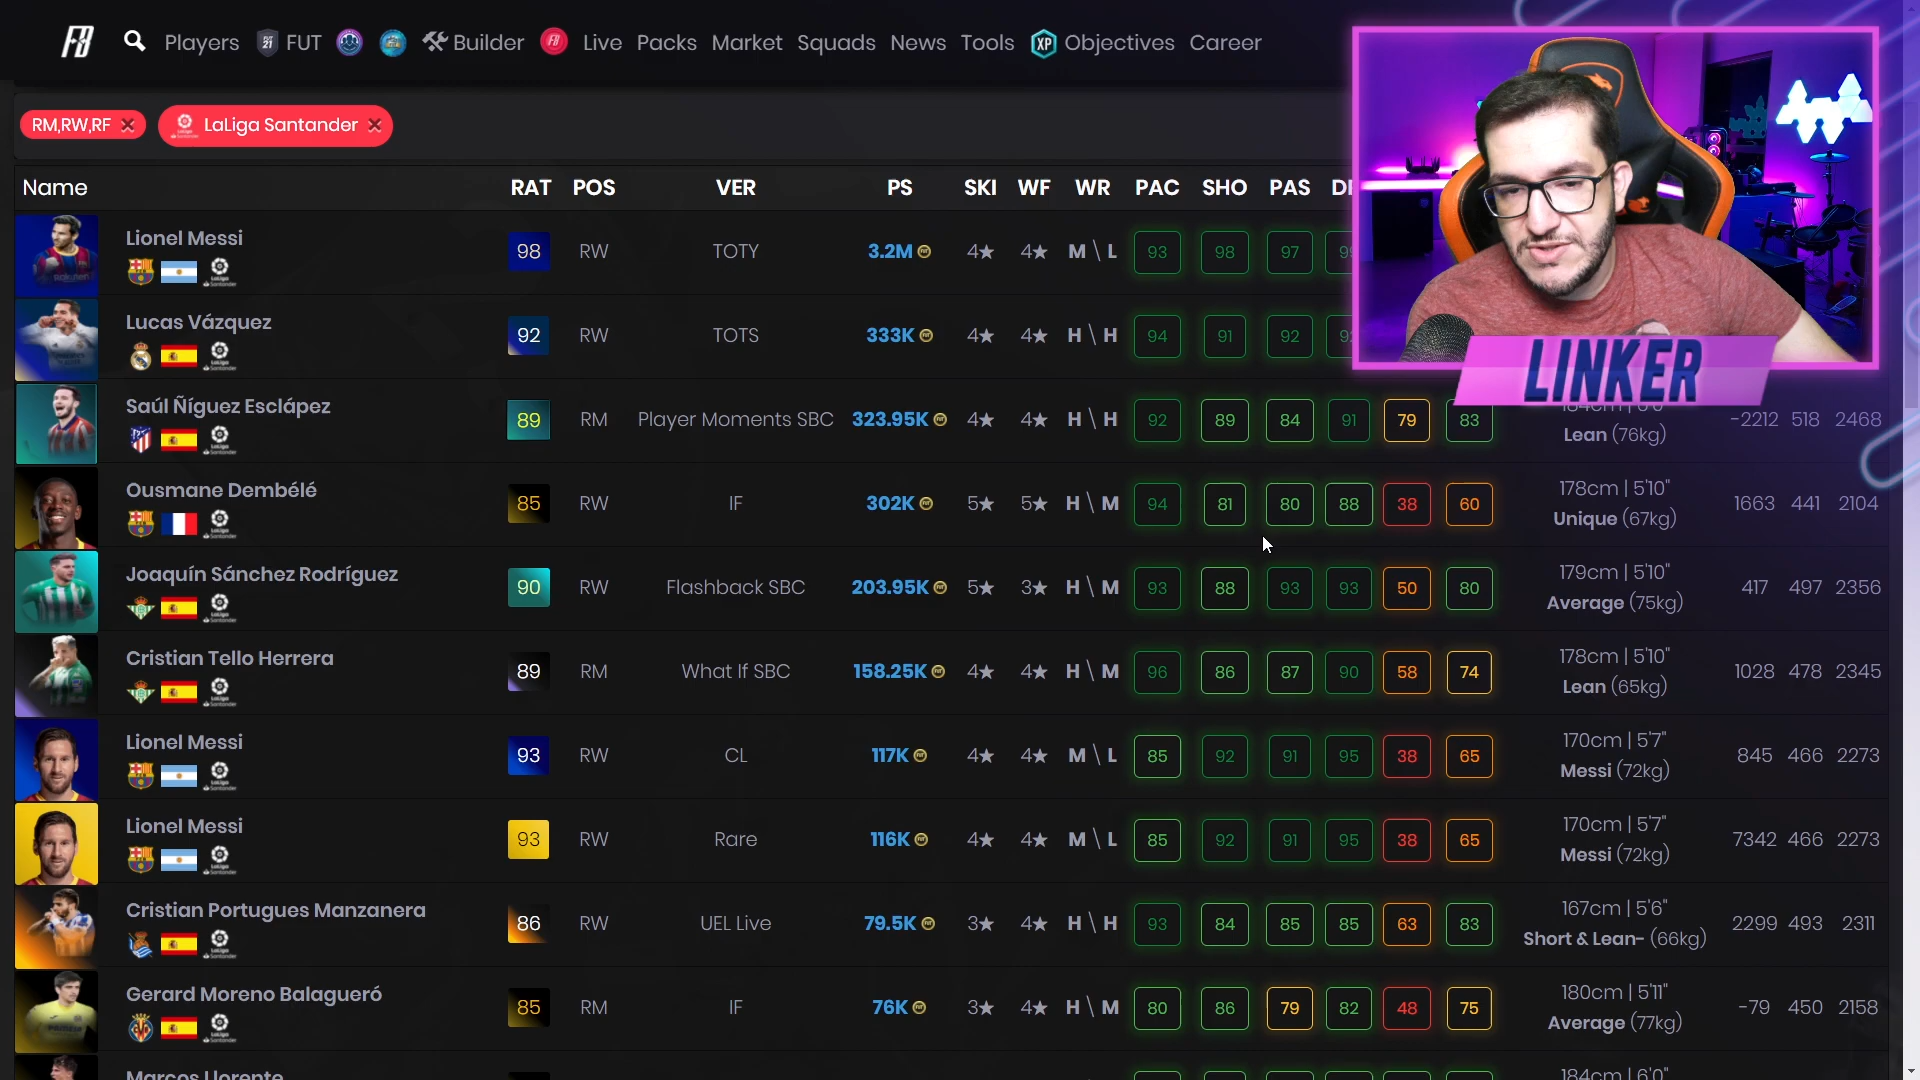 Players FUT Builder Live Packs Market Squads News Tools XP Objectives Career
RM,RW,RF LaLiga Santander
Name RAT POS VER PS SKI WF WR PAC SHO PAS
Lionel Messi
98 RW TOTY 3.2M 4★ 4★ M \ L 93 98 97
Lucas Vázquez
92 RW TOTS 333K 4★ 4★ H \ H 94 91 92
LINKER
Saúl Ñíguez Esclápez
89 RM Player Moments SBC 323.95K 4★ 4★ H \ H 92 89 84 91 79 83 -2212 518 2468
Lean (76kg)
Ousmane Dembélé
85 RW IF 302K 5★ 5★ H \ M 94 81 80 88 38 60 178cm | 5'10" 1663 441 2104
Unique (67kg)
Joaquín Sánchez Rodríguez
90 RW Flashback SBC 203.95K 5★ 3★ H \ M 93 88 93 93 50 80 179cm | 5'10" 417 497 2356
Average (75kg)
Cristian Tello Herrera
89 RM What If SBC 158.25K 4★ 4★ H \ M 96 86 87 90 58 74 178cm | 5'10" 1028 478 2345
Lean (65kg)
Lionel Messi
93 RW CL 117K 4★ 4★ M \ L 85 92 91 95 38 65 170cm | 5'7" 845 466 2273
Messi (72kg)
Lionel Messi
93 RW Rare 116K 4★ 4★ M \ L 85 92 91 95 38 65 170cm | 5'7" 7342 466 2273
Messi (72kg)
Cristian Portugues Manzanera
86 RW UEL Live 79.5K 3★ 4★ H \ H 93 84 85 85 63 83 167cm | 5'6" 2299 493 2311
Short & Lean- (66kg)
Gerard Moreno Balagueró
85 RM IF 76K 3★ 4★ H \ M 80 86 79 82 48 75 180cm | 5'11" -79 450 2158
Average (77kg)
Marcos Llorente
184cm | 6'0"